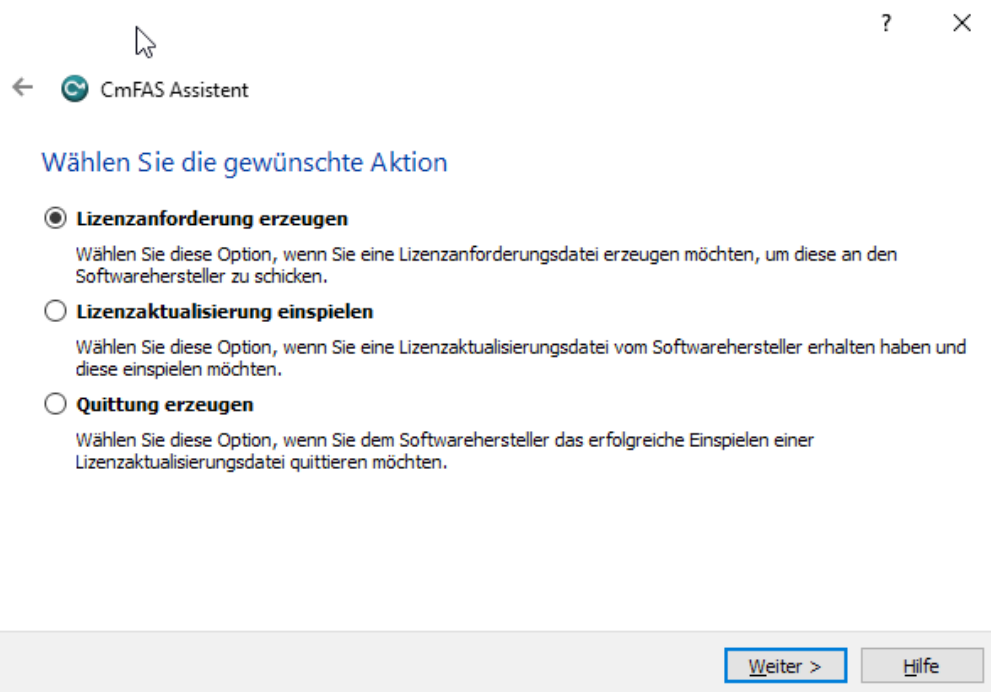 ?
CmFAS Assistent
Wählen Sie die gewünschte Aktion
Lizenzanforderung erzeugen
Wählen Sie diese Option, wenn Sie eine Lizenzanforderungsdatei erzeugen möchten, um diese an den
Softwarehersteller zu schicken.
Lizenzaktualisierung einspielen
Wählen Sie diese Option, wenn Sie eine Lizenzaktualisierungsdatei vom Softwarehersteller erhalten haben und
diese einspielen möchten.
Quittung erzeugen
Wählen Sie diese Option, wenn Sie dem Softwarehersteller das erfolgreiche Einspielen einer
Lizenzaktualisierungsdatei quittieren möchten.
Weiter > Hilfe